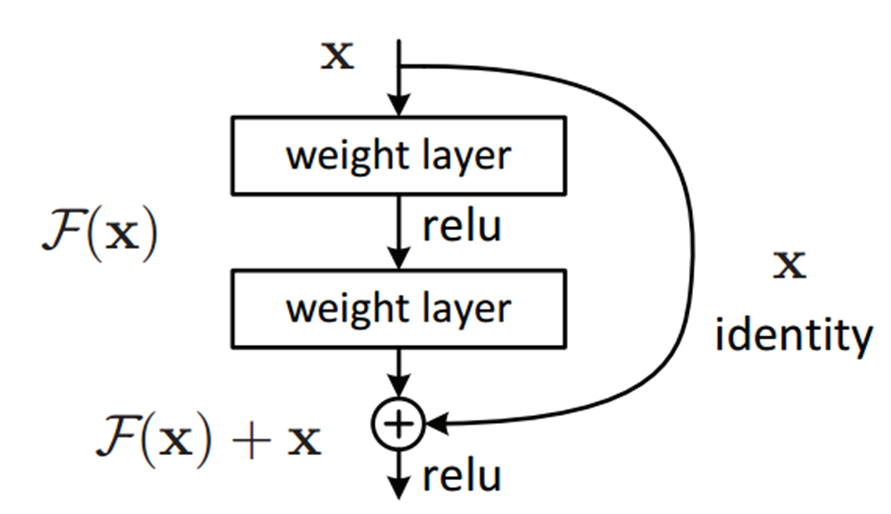 x
weight layer
relu
F(x)
x
weight layer
identity
F(x) + x
relu